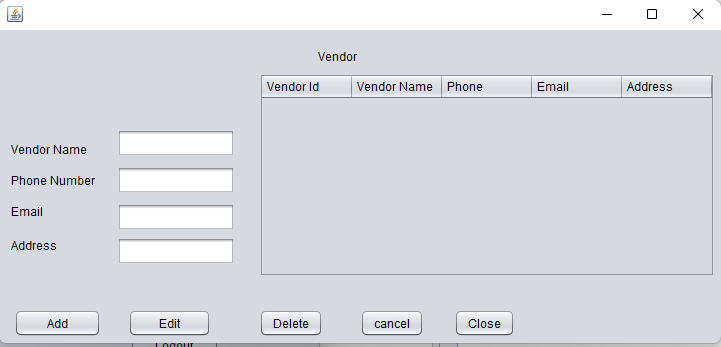 Vendor
Vendor Id Vendor Name Phone Email Address
Vendor Name
Phone Number
Email
Address
Add Edit Delete cancel Close
Logout